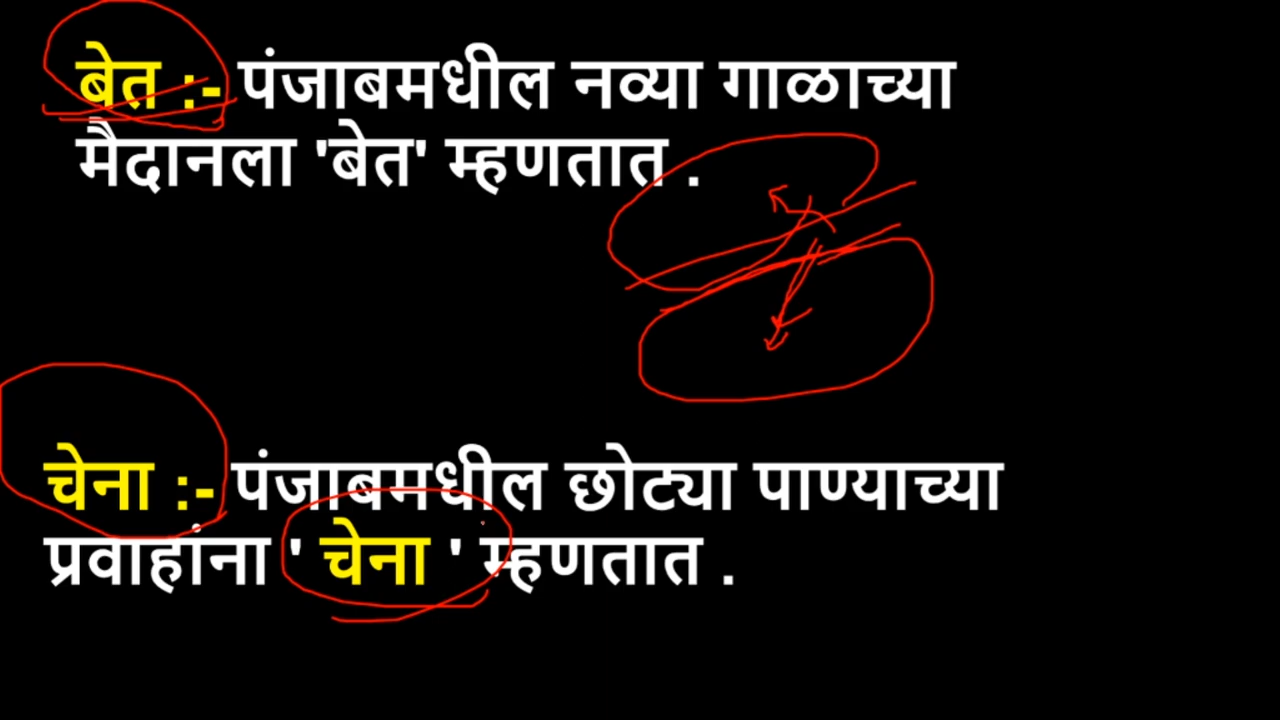 बेत :- पंजाबमधील नव्या गाळाच्या
मैदानला 'बेत' म्हणतात .
चेना :- पंजाबमधील छोट्या पाण्याच्या
प्रवाहांना ' चेना ' म्हणतात .